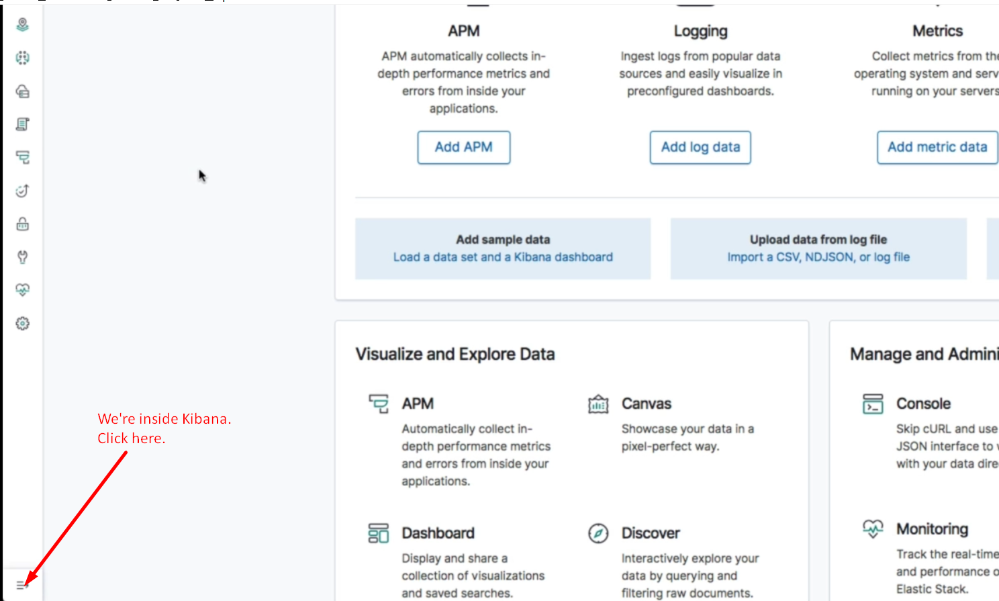 APM
APM automatically collects in-
depth performance metrics and
errors from inside your
applications.
Add APM
Logging
Ingest logs from popular data
sources and easily visualize in
preconfigured dashboards.
Add log data
Metrics
Collect metrics from the
operating system and serv
running on your servers
Add metric data
Add sample data
Load a data set and a Kibana dashboard
Upload data from log file
Import a CSV, NDJSON, or log file
We're inside Kibana.
Click here.
Visualize and Explore Data
APM
Automatically collect in-
depth performance metrics
and errors from inside your
applications.
Canvas
Showcase your data in a
pixel-perfect way.
Dashboard
Display and share a
collection of visualizations
and saved searches.
Discover
Interactively explore your
data by querying and
filtering raw documents.
Manage and Admini
Console
Skip cURL and use
JSON interface to
with your data dire
Monitoring
Track the real-time
and performance o
Elastic Stack.